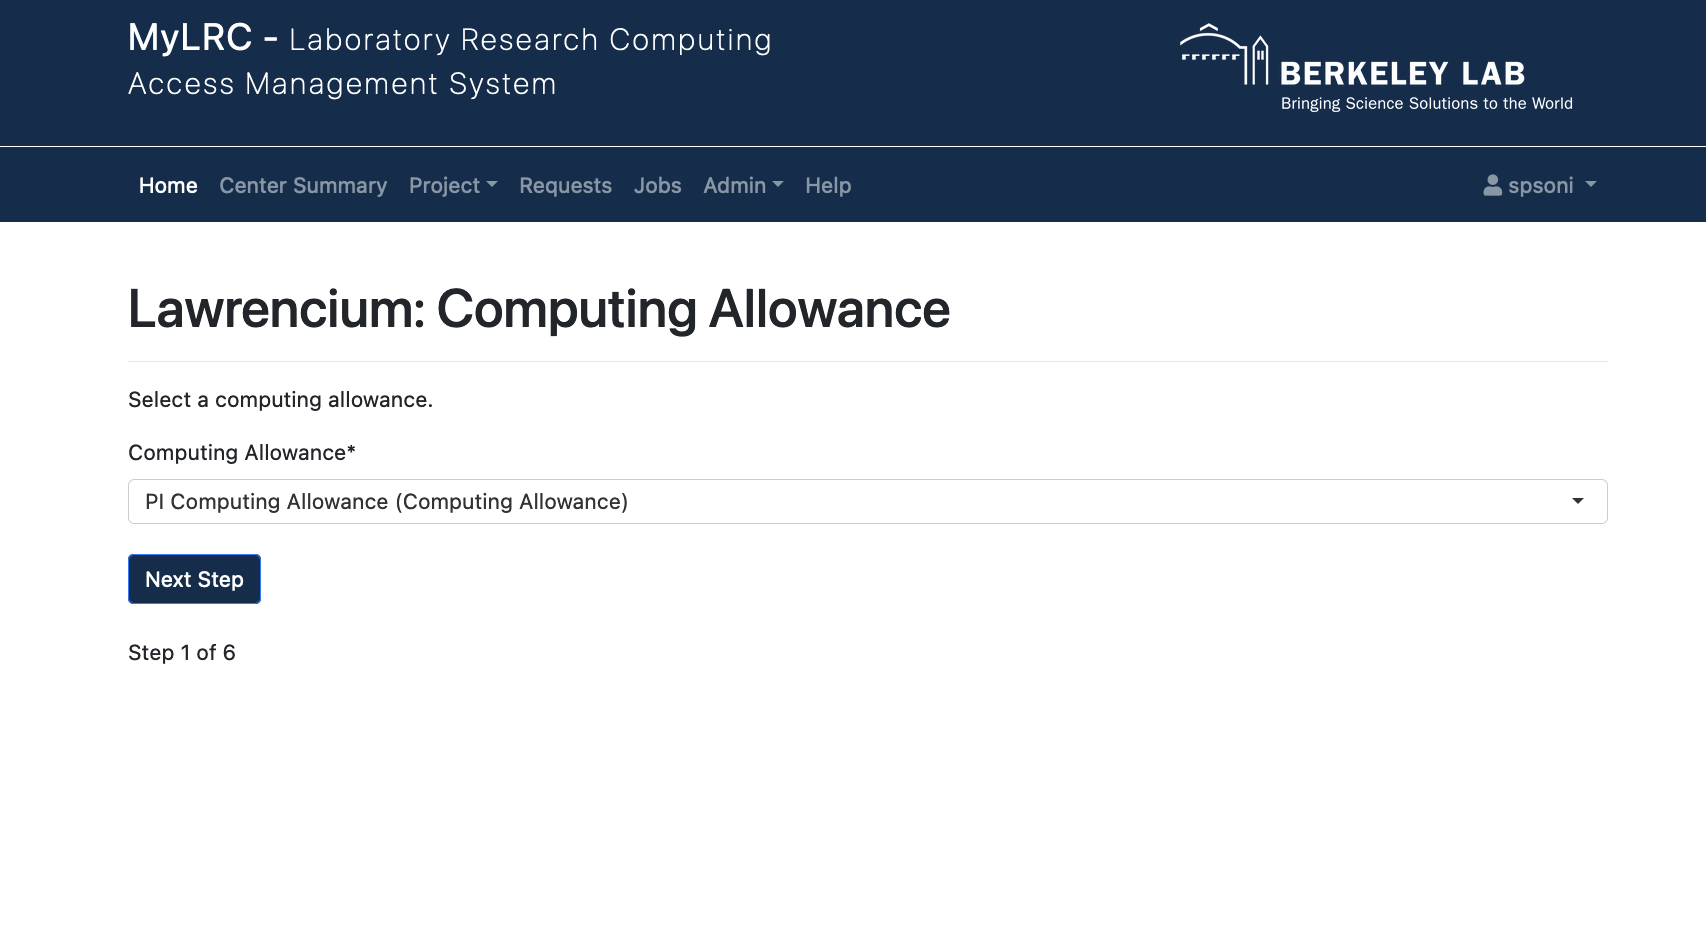 MyLRC - Laboratory Research Computing
Access Management System
BERKELEY LAB
Bringing Science Solutions to the World
Home Center Summary Project Requests Jobs Admin Help spsoni
Lawrencium: Computing Allowance
Select a computing allowance.
Computing Allowance*
PI Computing Allowance (Computing Allowance)
Next Step
Step 1 of 6